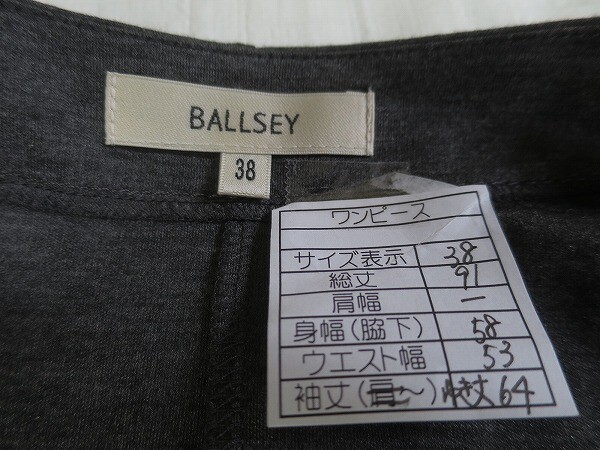 BALLSEY
38
ワンピース
サイズ表示 38
総丈 91
肩幅 ー
身幅(脇下) 58
ウエスト幅 53
袖丈(肩~) ゆき丈64